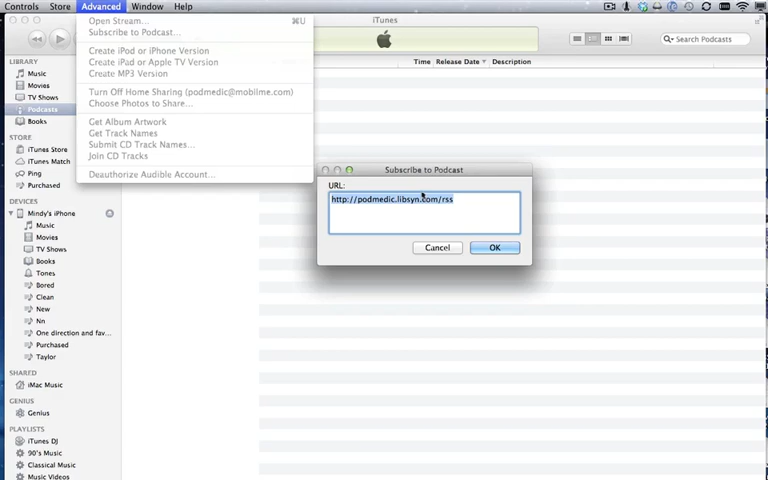 Controls Store Advanced Window Help
iTunes
Open Stream... ⌘U
Subscribe to Podcast...
Create iPod or iPhone Version
Create iPad or Apple TV Version
Create MP3 Version
Turn Off Home Sharing (podmedic@mobilme.com)
Choose Photos to Share...
Get Album Artwork
Get Track Names
Submit CD Track Names...
Join CD Tracks
Deauthorize Audible Account...
Search Podcasts
Time Release Date Description
LIBRARY
Music
Movies
TV Shows
Podcasts
Books
STORE
iTunes Store
iTunes Match
Ping
Purchased
DEVICES
Mindy's iPhone
Music
Movies
TV Shows
Books
Tones
Bored
Clean
New
Nn
One direction and fav...
Purchased
Taylor
SHARED
iMac Music
GENIUS
Genius
PLAYLISTS
iTunes DJ
90's Music
Classical Music
Music Videos
Subscribe to Podcast
URL:
http://podmedic.libsyn.com/rss
Cancel OK